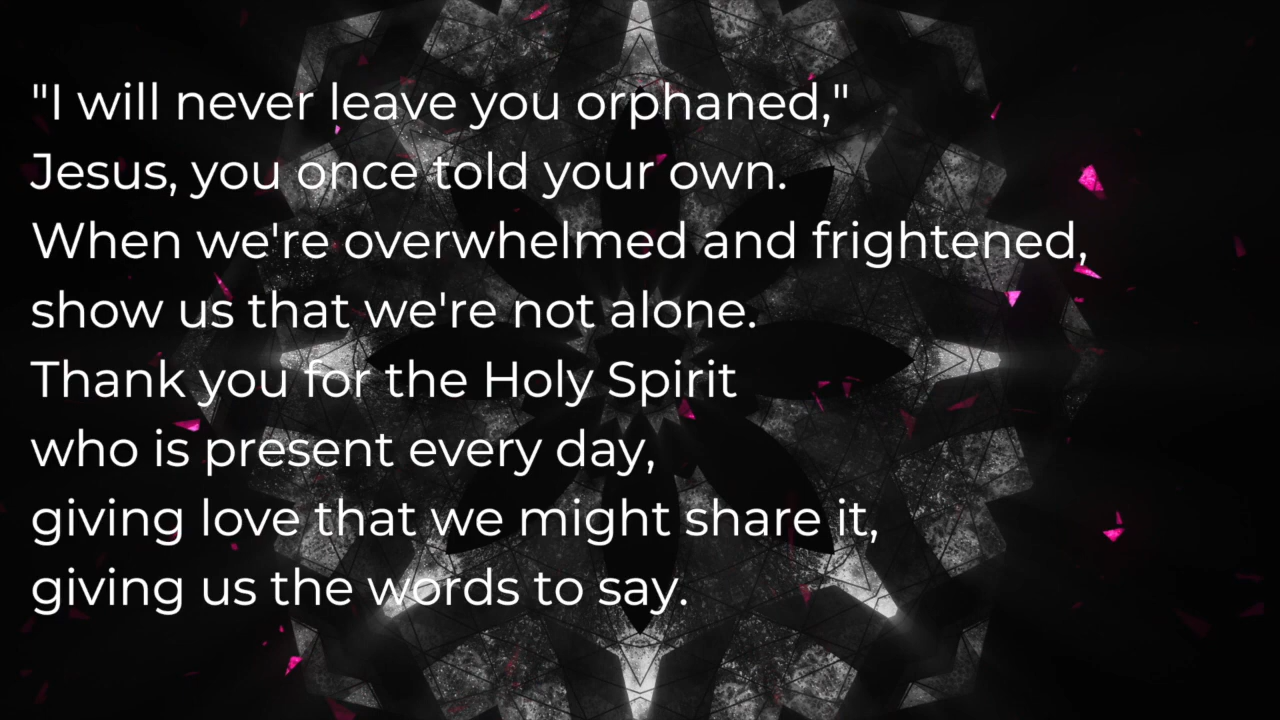 "I will never leave you orphaned,"
Jesus, you once told your own.
When we're overwhelmed and frightened,
show us that we're not alone.
Thank you for the Holy Spirit
who is present every day,
giving love that we might share it,
giving us the words to say.